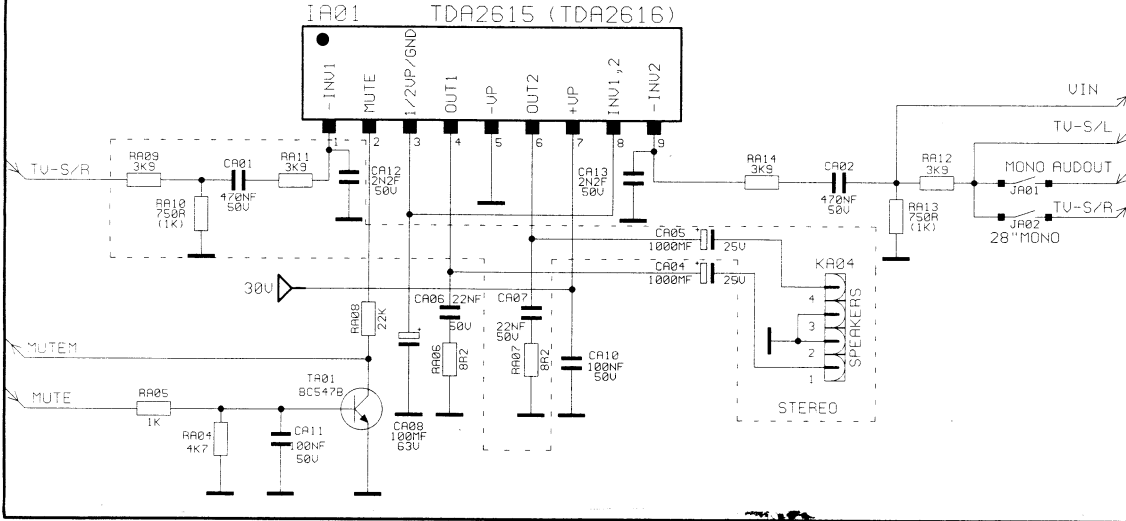 IA01 TDA2615 (TDA2616)
-INV1
MUTE
1/2VP/GND
OUT1
-VP
OUT2
+VP
INV1,2
-INV2
1 2 3 4 5 6 7 8 9
VIN
TV-S/L
MONO AUDOUT
JA01
TV-S/R
JA02
28"MONO
TV-S/R
RA09
3K9
CA01
470NF
50V
RA11
3K9
RA10
750R
(1K)
CA12
2N2F
50V
CA13
2N2F
50V
RA14
3K9
CA02
470NF
50V
RA12
3K9
RA13
750R
(1K)
CA05
1000MF
+
25V
CA04
1000MF
+
KA04
4
3
2
1
SPEAKERS
STEREO
30V
RA08
22K
CA06 22NF
50V
CA07
22NF
50V
RA06
8R2
RA07
8R2
CA10
100NF
50V
MUTEM
MUTE
RA05
1K
TA01
BC547B
RA04
4K7
CA11
100NF
50V
+
CA08
100MF
63V